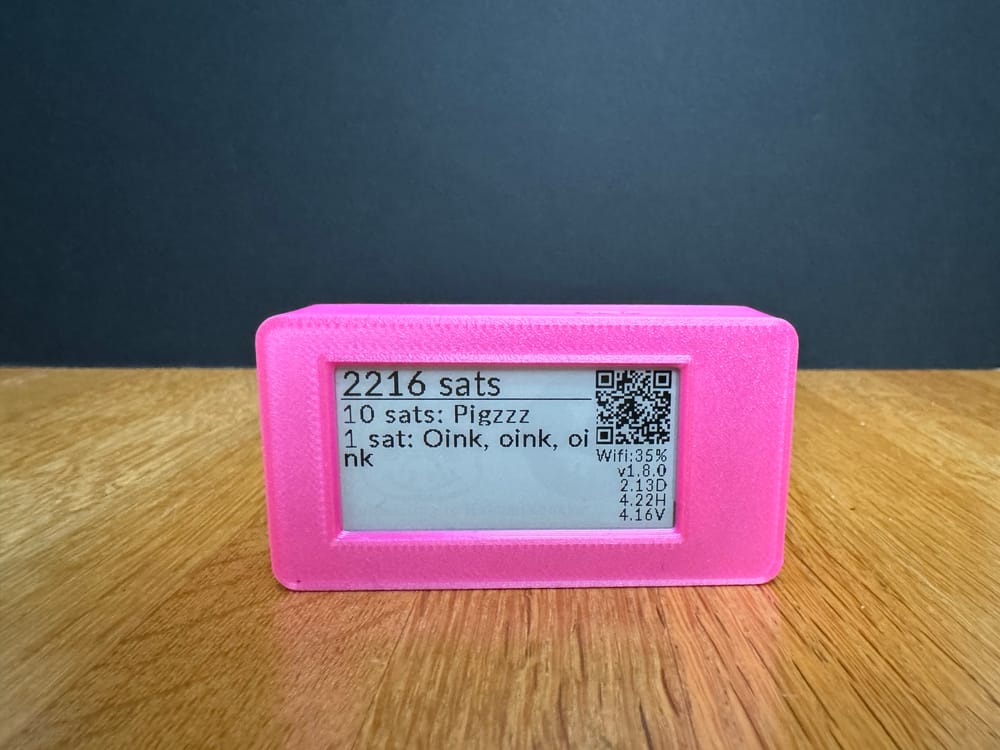 2216 sats
10 sats: Pigzzz
1 sat: Oink, oink, oi
nk
Wifi:35%
v1.8.0
2.13D
4.22H
4.16V